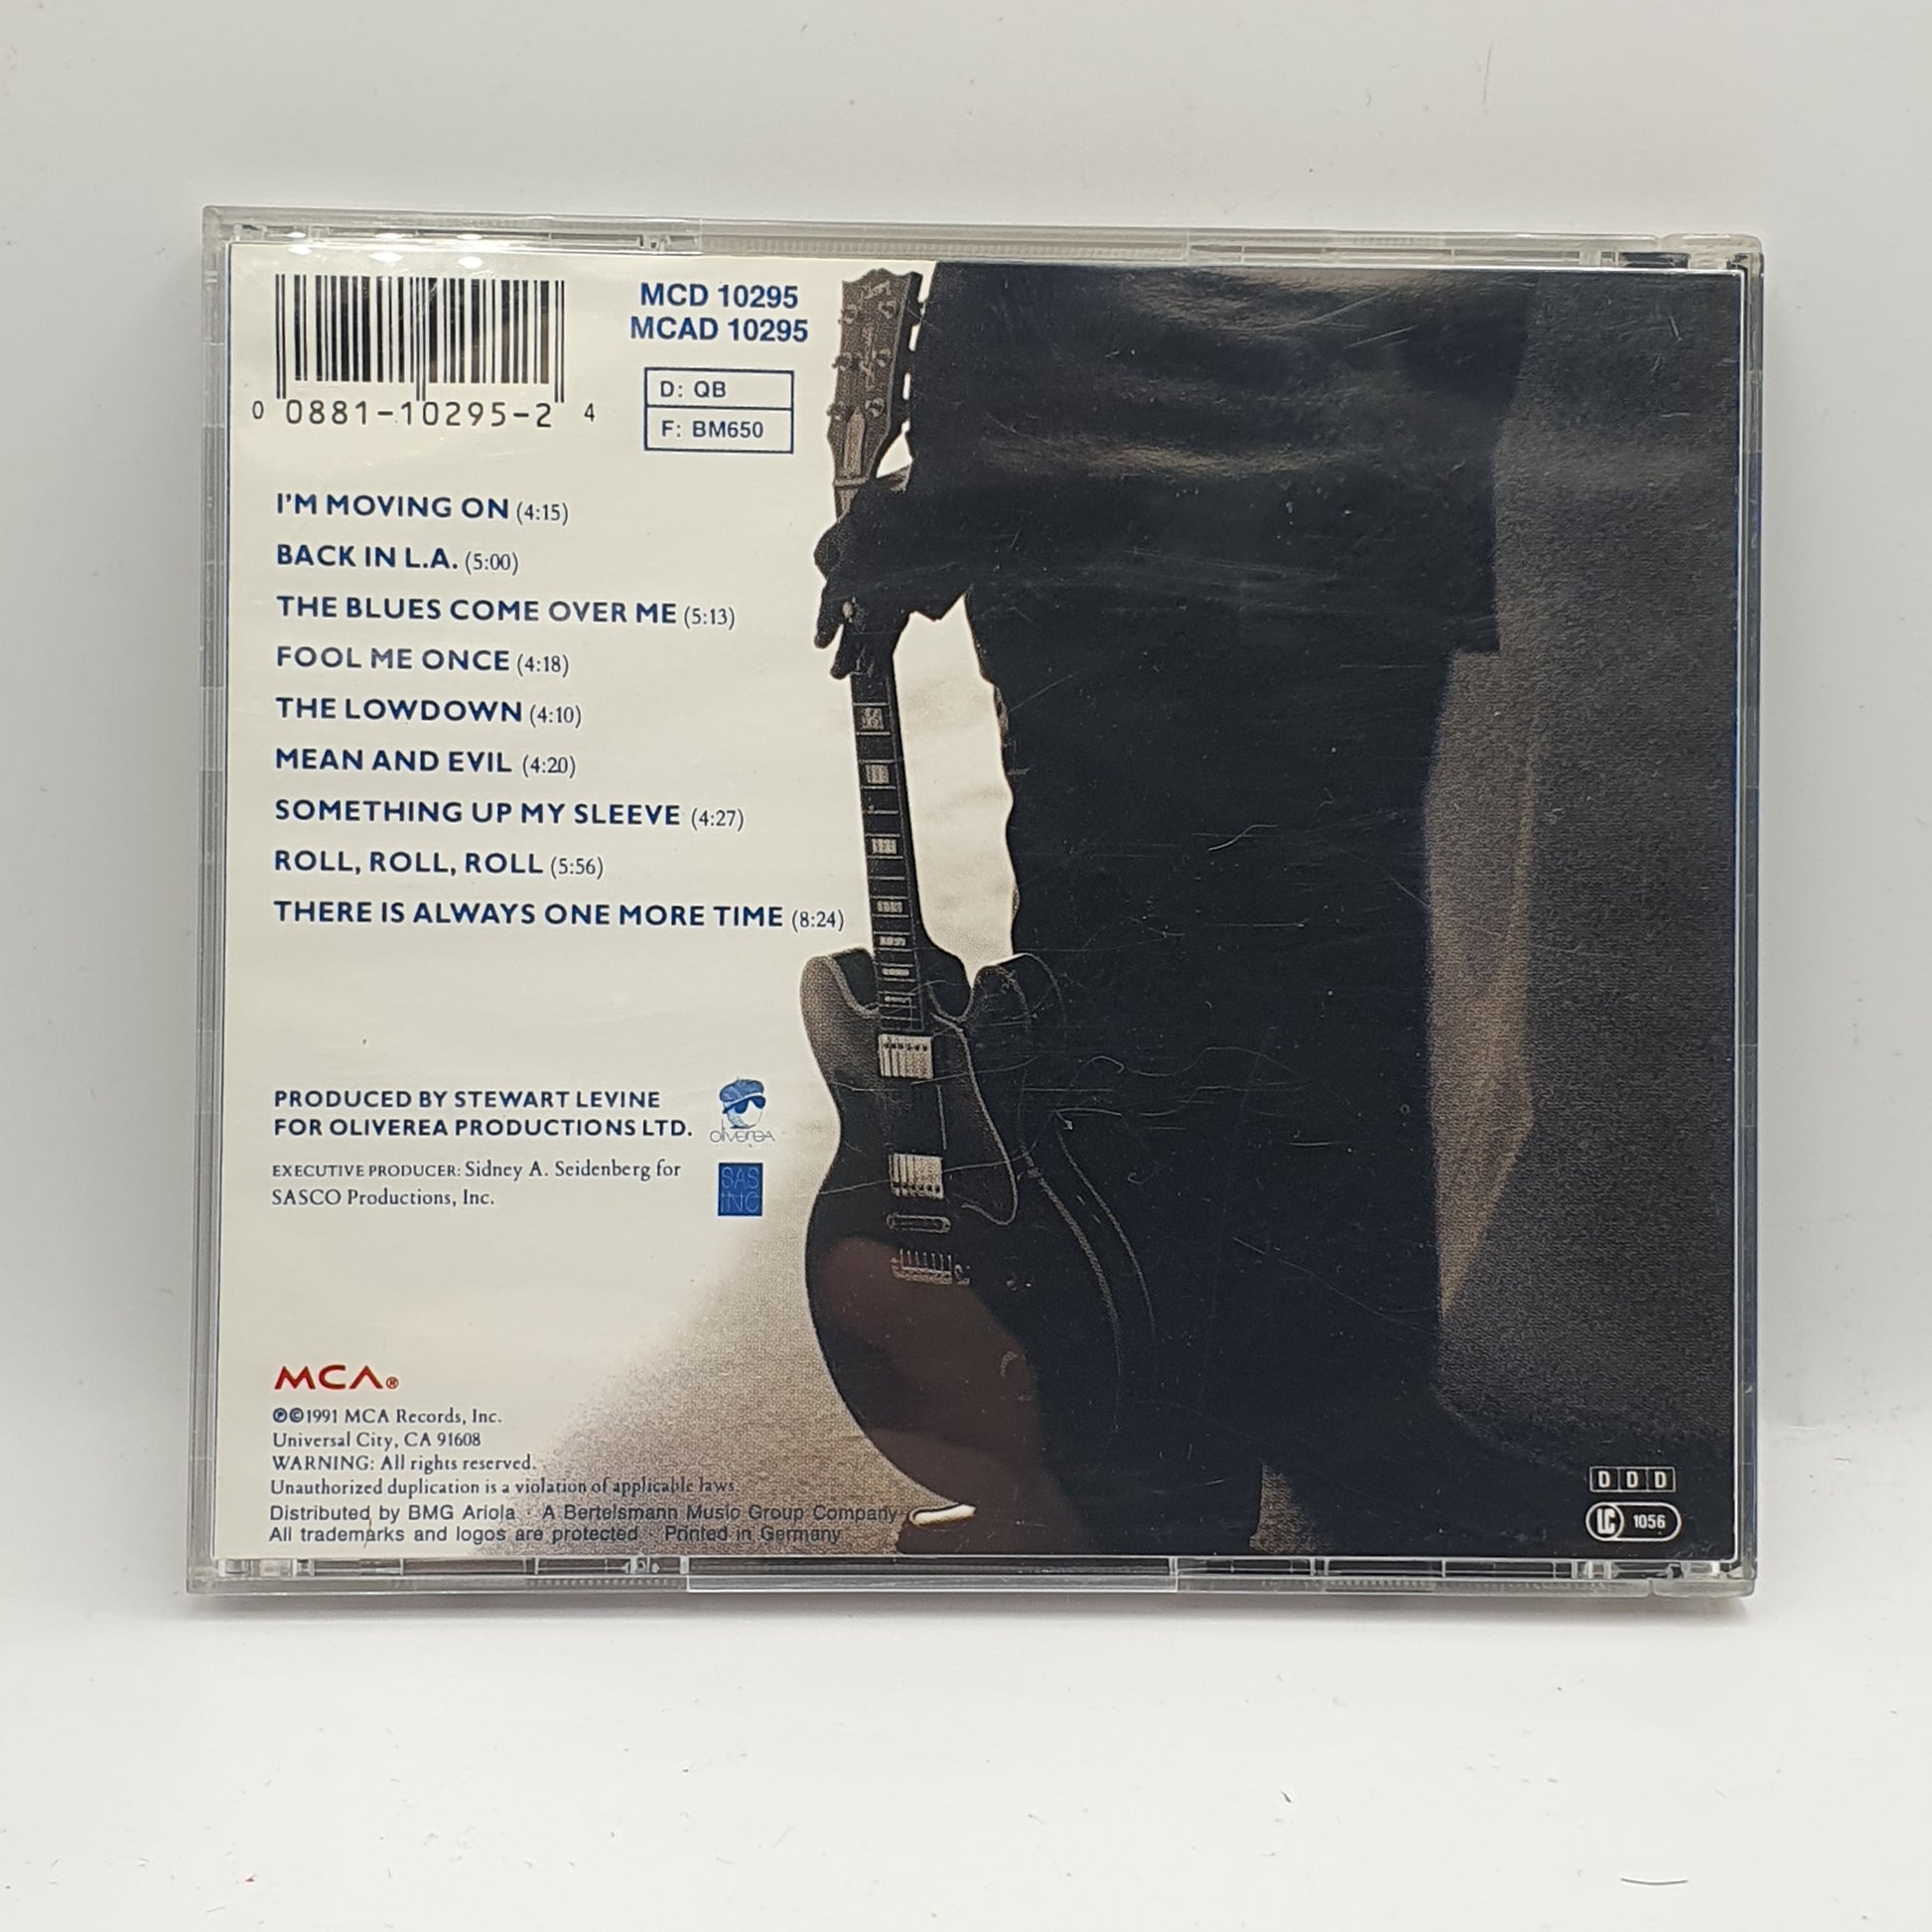 MCD 10295
MCAD 10295
D: QB
F: BM650
0 0881-10295-2 4
I'M MOVING ON (4:15)
BACK IN L.A. (5:00)
THE BLUES COME OVER ME (5:13)
FOOL ME ONCE (4:18)
THE LOWDOWN (4:10)
MEAN AND EVIL (4:20)
SOMETHING UP MY SLEEVE (4:27)
ROLL, ROLL, ROLL (5:56)
THERE IS ALWAYS ONE MORE TIME (8:24)
PRODUCED BY STEWART LEVINE
FOR OLIVEREA PRODUCTIONS LTD.
oliverea
EXECUTIVE PRODUCER: Sidney A. Seidenberg for
SASCO Productions, Inc.
SAS
INC
MCA®
℗©1991 MCA Records, Inc.
Universal City, CA 91608
WARNING: All rights reserved.
Unauthorized duplication is a violation of applicable laws.
Distributed by BMG Ariola · A Bertelsmann Music Group Company
All trademarks and logos are protected · Printed in Germany
DDD
LC 1056